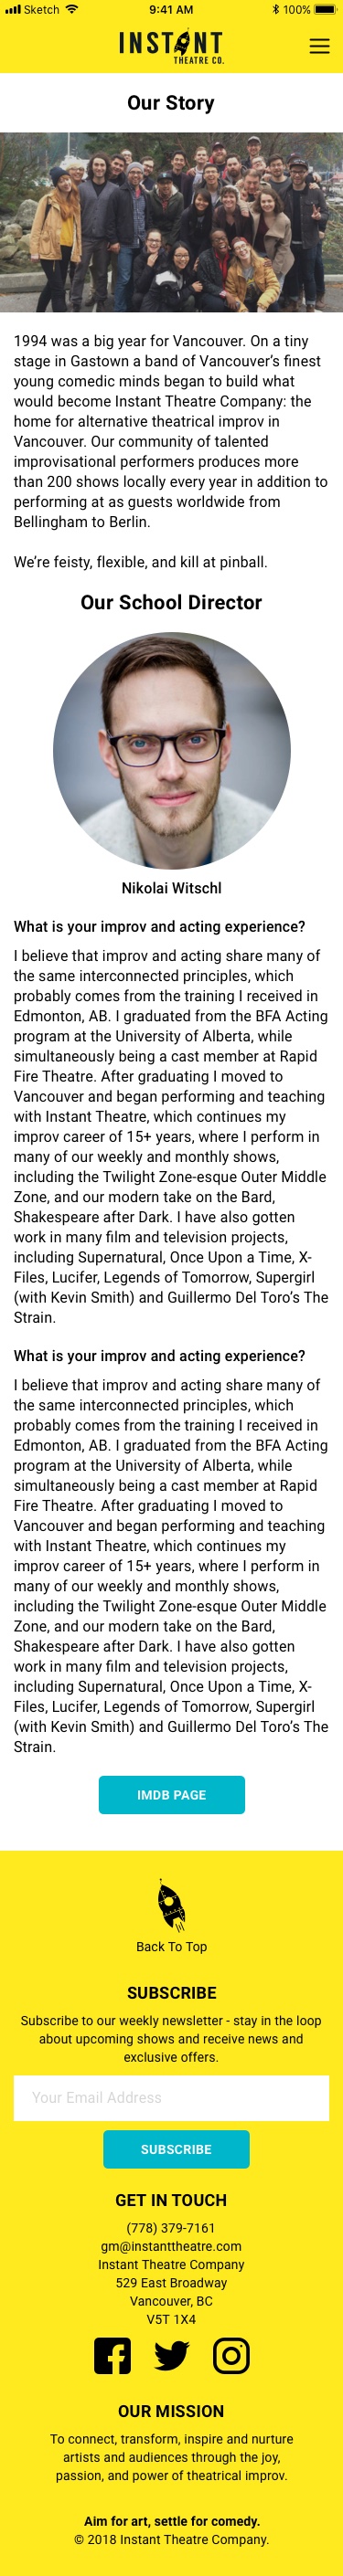 Sketch 9:41 AM 100%
INSTANT
THEATRE CO.
Our Story
1994 was a big year for Vancouver. On a tiny
stage in Gastown a band of Vancouver’s finest
young comedic minds began to build what
would become Instant Theatre Company: the
home for alternative theatrical improv in
Vancouver. Our community of talented
improvisational performers produces more
than 200 shows locally every year in addition to
performing at as guests worldwide from
Bellingham to Berlin.
We’re feisty, flexible, and kill at pinball.
Our School Director
Nikolai Witschl
What is your improv and acting experience?
I believe that improv and acting share many of
the same interconnected principles, which
probably comes from the training I received in
Edmonton, AB. I graduated from the BFA Acting
program at the University of Alberta, while
simultaneously being a cast member at Rapid
Fire Theatre. After graduating I moved to
Vancouver and began performing and teaching
with Instant Theatre, which continues my
improv career of 15+ years, where I perform in
many of our weekly and monthly shows,
including the Twilight Zone-esque Outer Middle
Zone, and our modern take on the Bard,
Shakespeare after Dark. I have also gotten
work in many film and television projects,
including Supernatural, Once Upon a Time, X-
Files, Lucifer, Legends of Tomorrow, Supergirl
(with Kevin Smith) and Guillermo Del Toro’s The
Strain.
What is your improv and acting experience?
I believe that improv and acting share many of
the same interconnected principles, which
probably comes from the training I received in
Edmonton, AB. I graduated from the BFA Acting
program at the University of Alberta, while
simultaneously being a cast member at Rapid
Fire Theatre. After graduating I moved to
Vancouver and began performing and teaching
with Instant Theatre, which continues my
improv career of 15+ years, where I perform in
many of our weekly and monthly shows,
including the Twilight Zone-esque Outer Middle
Zone, and our modern take on the Bard,
Shakespeare after Dark. I have also gotten
work in many film and television projects,
including Supernatural, Once Upon a Time, X-
Files, Lucifer, Legends of Tomorrow, Supergirl
(with Kevin Smith) and Guillermo Del Toro’s The
Strain.
IMDB PAGE
Back To Top
SUBSCRIBE
Subscribe to our weekly newsletter - stay in the loop
about upcoming shows and receive news and
exclusive offers.
Your Email Address
SUBSCRIBE
GET IN TOUCH
(778) 379-7161
gm@instanttheatre.com
Instant Theatre Company
529 East Broadway
Vancouver, BC
V5T 1X4
OUR MISSION
To connect, transform, inspire and nurture
artists and audiences through the joy,
passion, and power of theatrical improv.
Aim for art, settle for comedy.
© 2018 Instant Theatre Company.